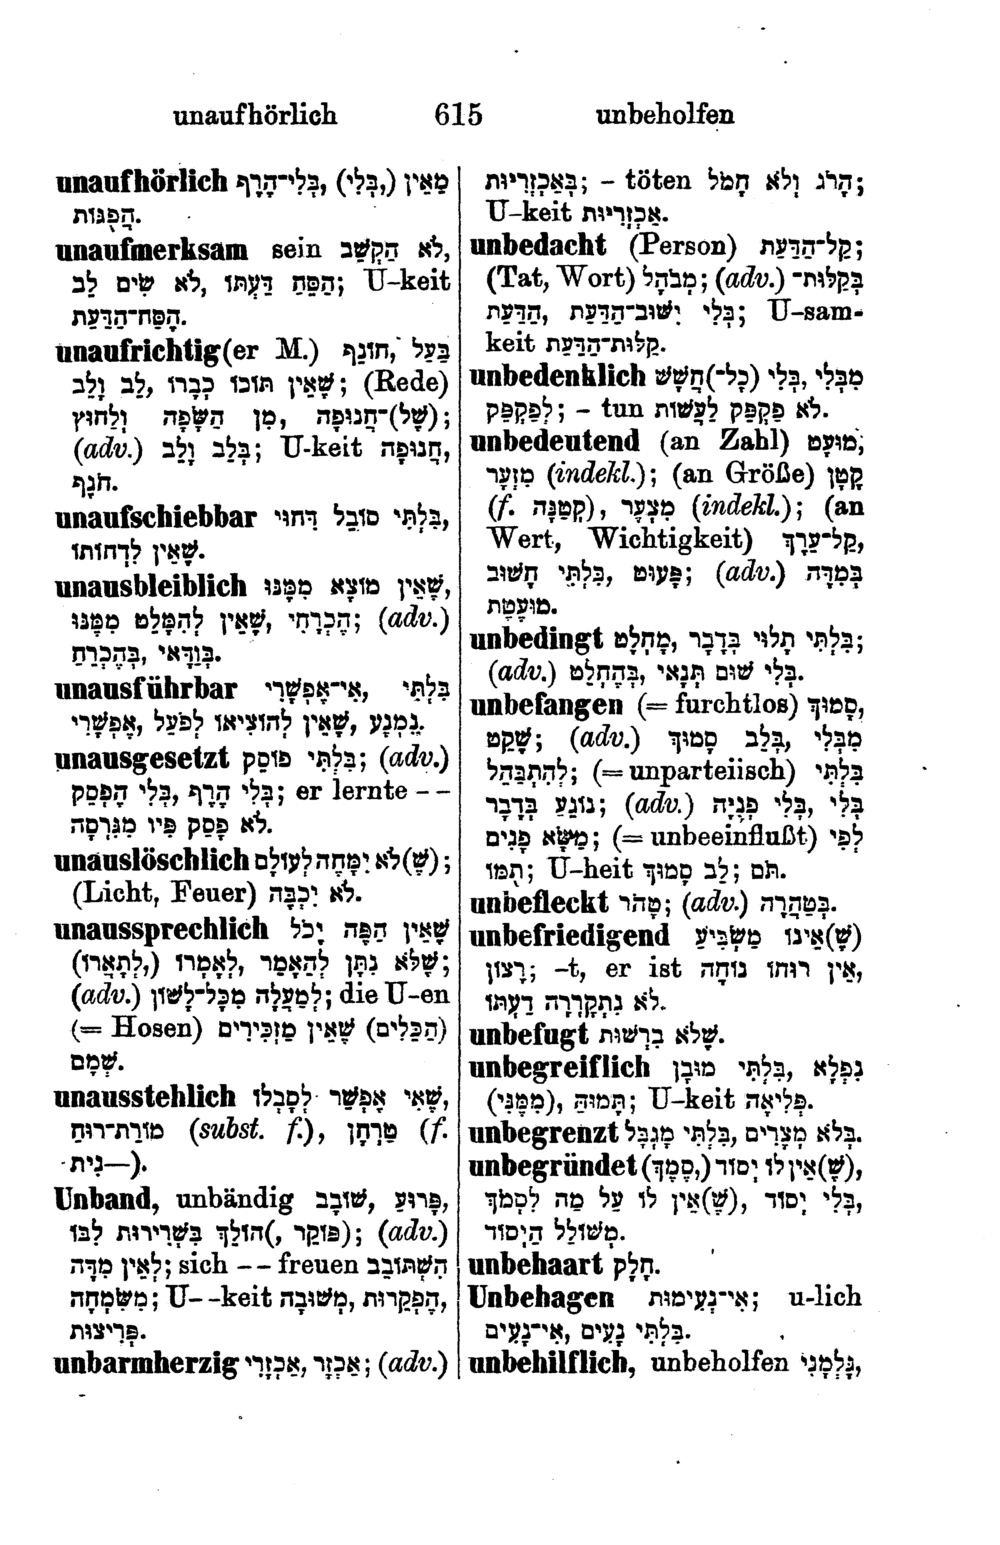 unaufhörlich 615 unbeholfen
unaufhörlich מֵאֵין (,בְּלִי) ,בְּלִי־הֶרֶף
הֲפֻגוֹת.
unaufmerksam sein לֹא הִקְשִׁב,
הִסַּח דַּעְתּוֹ ,לֹא שִׂים לֵב; U-keit
הֶסַּח־הַדַּעַת.
unaufrichtig(er M.) חוֹנֵף, בַּעַל
שֶׁאֵין תּוֹכוֹ כְּבָרוֹ ,לֵב וָלֵב; (Rede)
(שֶׁל)־חֲנוּפָה ,מִן הַשָּׂפָה וְלַחוּץ;
(adv.) בְּלֵב וָלֵב; U-keit חֲנוּפָה,
חֹנֶף.
unaufschiebbar בִּלְתִּי סוֹבֵל דִּחוּי,
שֶׁאֵין לִדְחוֹתוֹ.
unausbleiblich שֶׁאֵין מוֹצָא מִמֶּנּוּ,
הֶכְרֵחִי ,שֶׁאֵין לְהִמָּלֵט מִמֶּנּוּ; (adv.)
בְּוַדַּאי ,בְּהֶכְרֵחַ.
unausführbar אִי־אֶפְשָׁרִי, בִּלְתִּי
אֶפְשָׁרִי ,שֶׁאֵין לְהוֹצִיאוֹ לְפֹעַל ,נִמְנָע.
unausgesetzt בִּלְתִּי פוֹסֵק; (adv.)
בְּלִי הֶרֶף ,בְּלִי הֶפְסֵק; er lernte – –
לֹא פָסַק פִּיו מִגִּרְסָה.
unauslöschlich (שֶׁ)לֹא יִמָּחֶה לְעוֹלָם;
(Licht, Feuer) לֹא יִכְבֶּה.
unaussprechlich שֶׁאֵין הַפֶּה יָכֹל
(לְתָאֲרוֹ,) לְאָמְרוֹ ,שֶׁלֹּא נִתָּן לְהֵאָמֵר;
(adv.) לְמַעְלָה מִכָּל־לָשׁוֹן; die U-en
(= Hosen) (הַכֵּלִים) שֶׁאֵין מַזְכִּירִים
שְׁמָם.
unausstehlich שֶׁאִי אֶפְשָׁר לְסָבְלוֹ,
מוֹרַת־רוּחַ (subst. f.), טַרְחָן (f.
—נִית).
Unband, unbändig שׁוֹבָב ,פָּרוּעַ,
(פּוֹקֵר ,)הוֹלֵךְ בִּשְׁרִירוּת לִבּוֹ; (adv.)
לְאֵין מִדָּה; sich – – freuen הִשְׁתּוֹבֵב
מִשִּׂמְחָה; U- -keit הֶפְקֵרוּת ,מְשׁוּבָה,
פְּרִיצוּת.
unbarmherzig אַכְזָר ,אַכְזָרִי; (adv.)
בְּאַכְזְרִיּוּת; – töten הָרֹג וְלֹא חָמֹל;
U-keit אַכְזְרִיּוּת.
unbedacht (Person) קַל־הַדַּעַת;
(Tat, Wort) מְבֹהָל; (adv.) בְּקַלּוּת־
הַדַּעַת ,בְּלִי יִשּׁוּב־הַדַּעַת; U-sam-
keit קַלּוּת־הַדַּעַת.
unbedenklich מִבְּלִי ,בְּלִי (כָל־)חֲשָׁשׁ
לְפַקְפֵּק; – tun לֹא פִקְפֵּק לַעֲשׂוֹת.
unbedeutend (an Zahl) מוּעָט;
מִזְעָר (indekl.); (an Größe) קָטָן
(f. קְטַנָּה), מִצְעָר (indekl.); (an
Wert, Wichtigkeit) קַל־עֵרֶךְ,
פָּעוּט ,בִּלְתִּי חָשׁוּב; (adv.) בְּמִדָּה
מוּעֶטֶת.
unbedingt מֻחְלָט ,בִּלְתִּי תָלוּי בְּדָבָר;
(adv.) בְּהֶחְלֵט ,בְּלִי שׁוּם תְּנָאי.
unbefangen (= furchtlos) סָמוּךְ,
שָׁקֵט; (adv.) בְּלֵב סָמוּךְ ,מִבְּלִי
לְהִתְבַּהֵל; (= unparteiisch) בִּלְתִּי
נוֹגֵעַ בְּדָבָר; (adv.) בְּלִי פְנִיָּה ,בְּלִי
מַשֹּׂא פָנִים; (= unbeeinflußt) לְפִי
תֻמּוֹ; U-heit לֵב סָמוּךְ; תֹּם.
unbefleckt טָהֹר; (adv.) בְּטַהֲרָה.
unbefriedigend (שֶׁ)אֵינוֹ מַשְׂבִּיעַ
רָצוֹן; -t, er ist אֵין רוּחוֹ נוֹחָה,
לֹא נִתְקָרְרָה דַעְתּוֹ.
unbefugt שֶׁלֹּא בִרְשׁוּת.
unbegreiflich נִפְלָא ,בִּלְתִּי מוּבָן
(מִמֶּנִּי), תָּמוּהַּ; U-keit פְּלִיאָה.
unbegrenzt בְּלֹא מְצָרִים ,בִּלְתִּי מֻגְבָּל.
unbegründet (שֶׁ)אֵין לוֹ יְסוֹד (,סֶמֶךְ),
(שֶׁ)אֵין לוֹ עַל מַה לִּסְמֹךְ ,בְּלִי יְסוֹד,
מְשׁוֹלַל הַיְסוֹד.
unbehaart חָלָק.
Unbehagen אִי־נְעִימוּת; u-lich
בִּלְתִּי נָעִים ,אִי־נָעִים.
unbehilflich, unbeholfen גָּלְמָנִי,